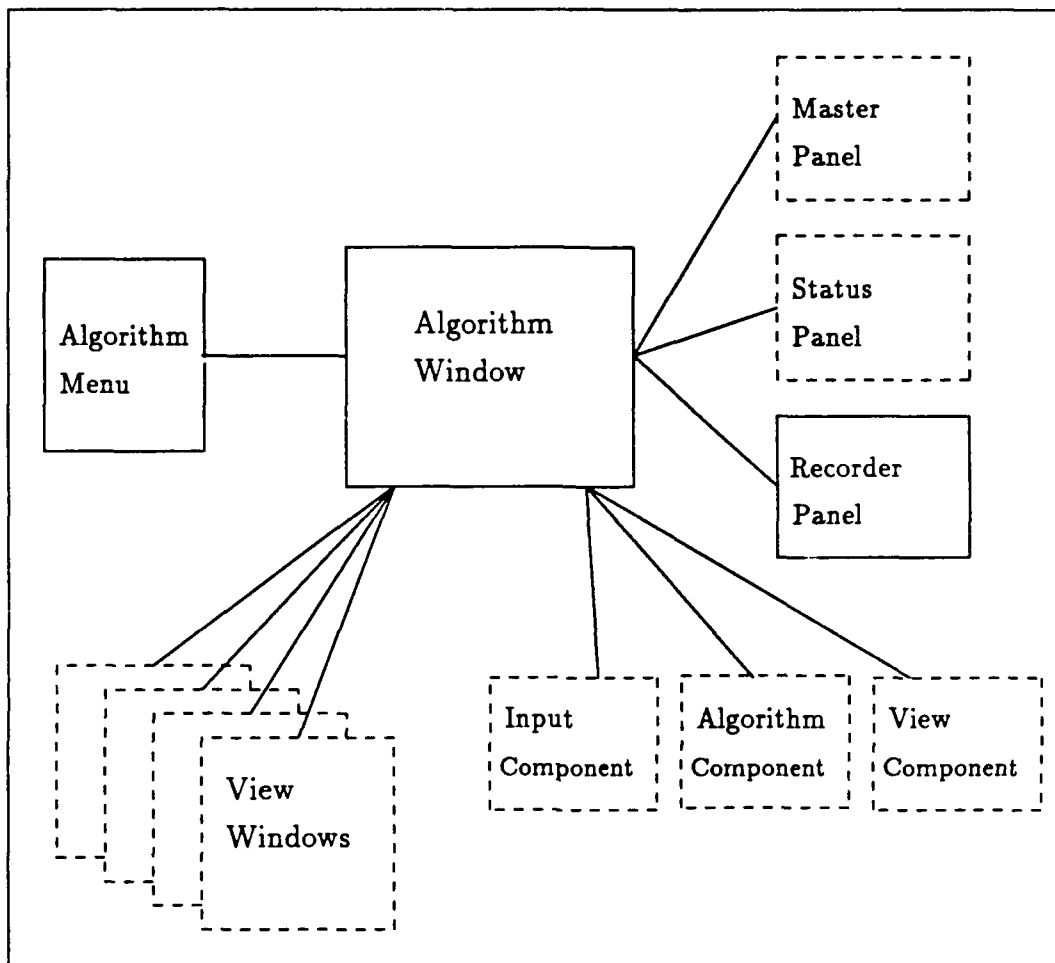 Master
Panel
Status
Panel
Algorithm
Menu
Algorithm
Window
Recorder
Panel
Input
Component
Algorithm
Component
View
Component
View
Windows